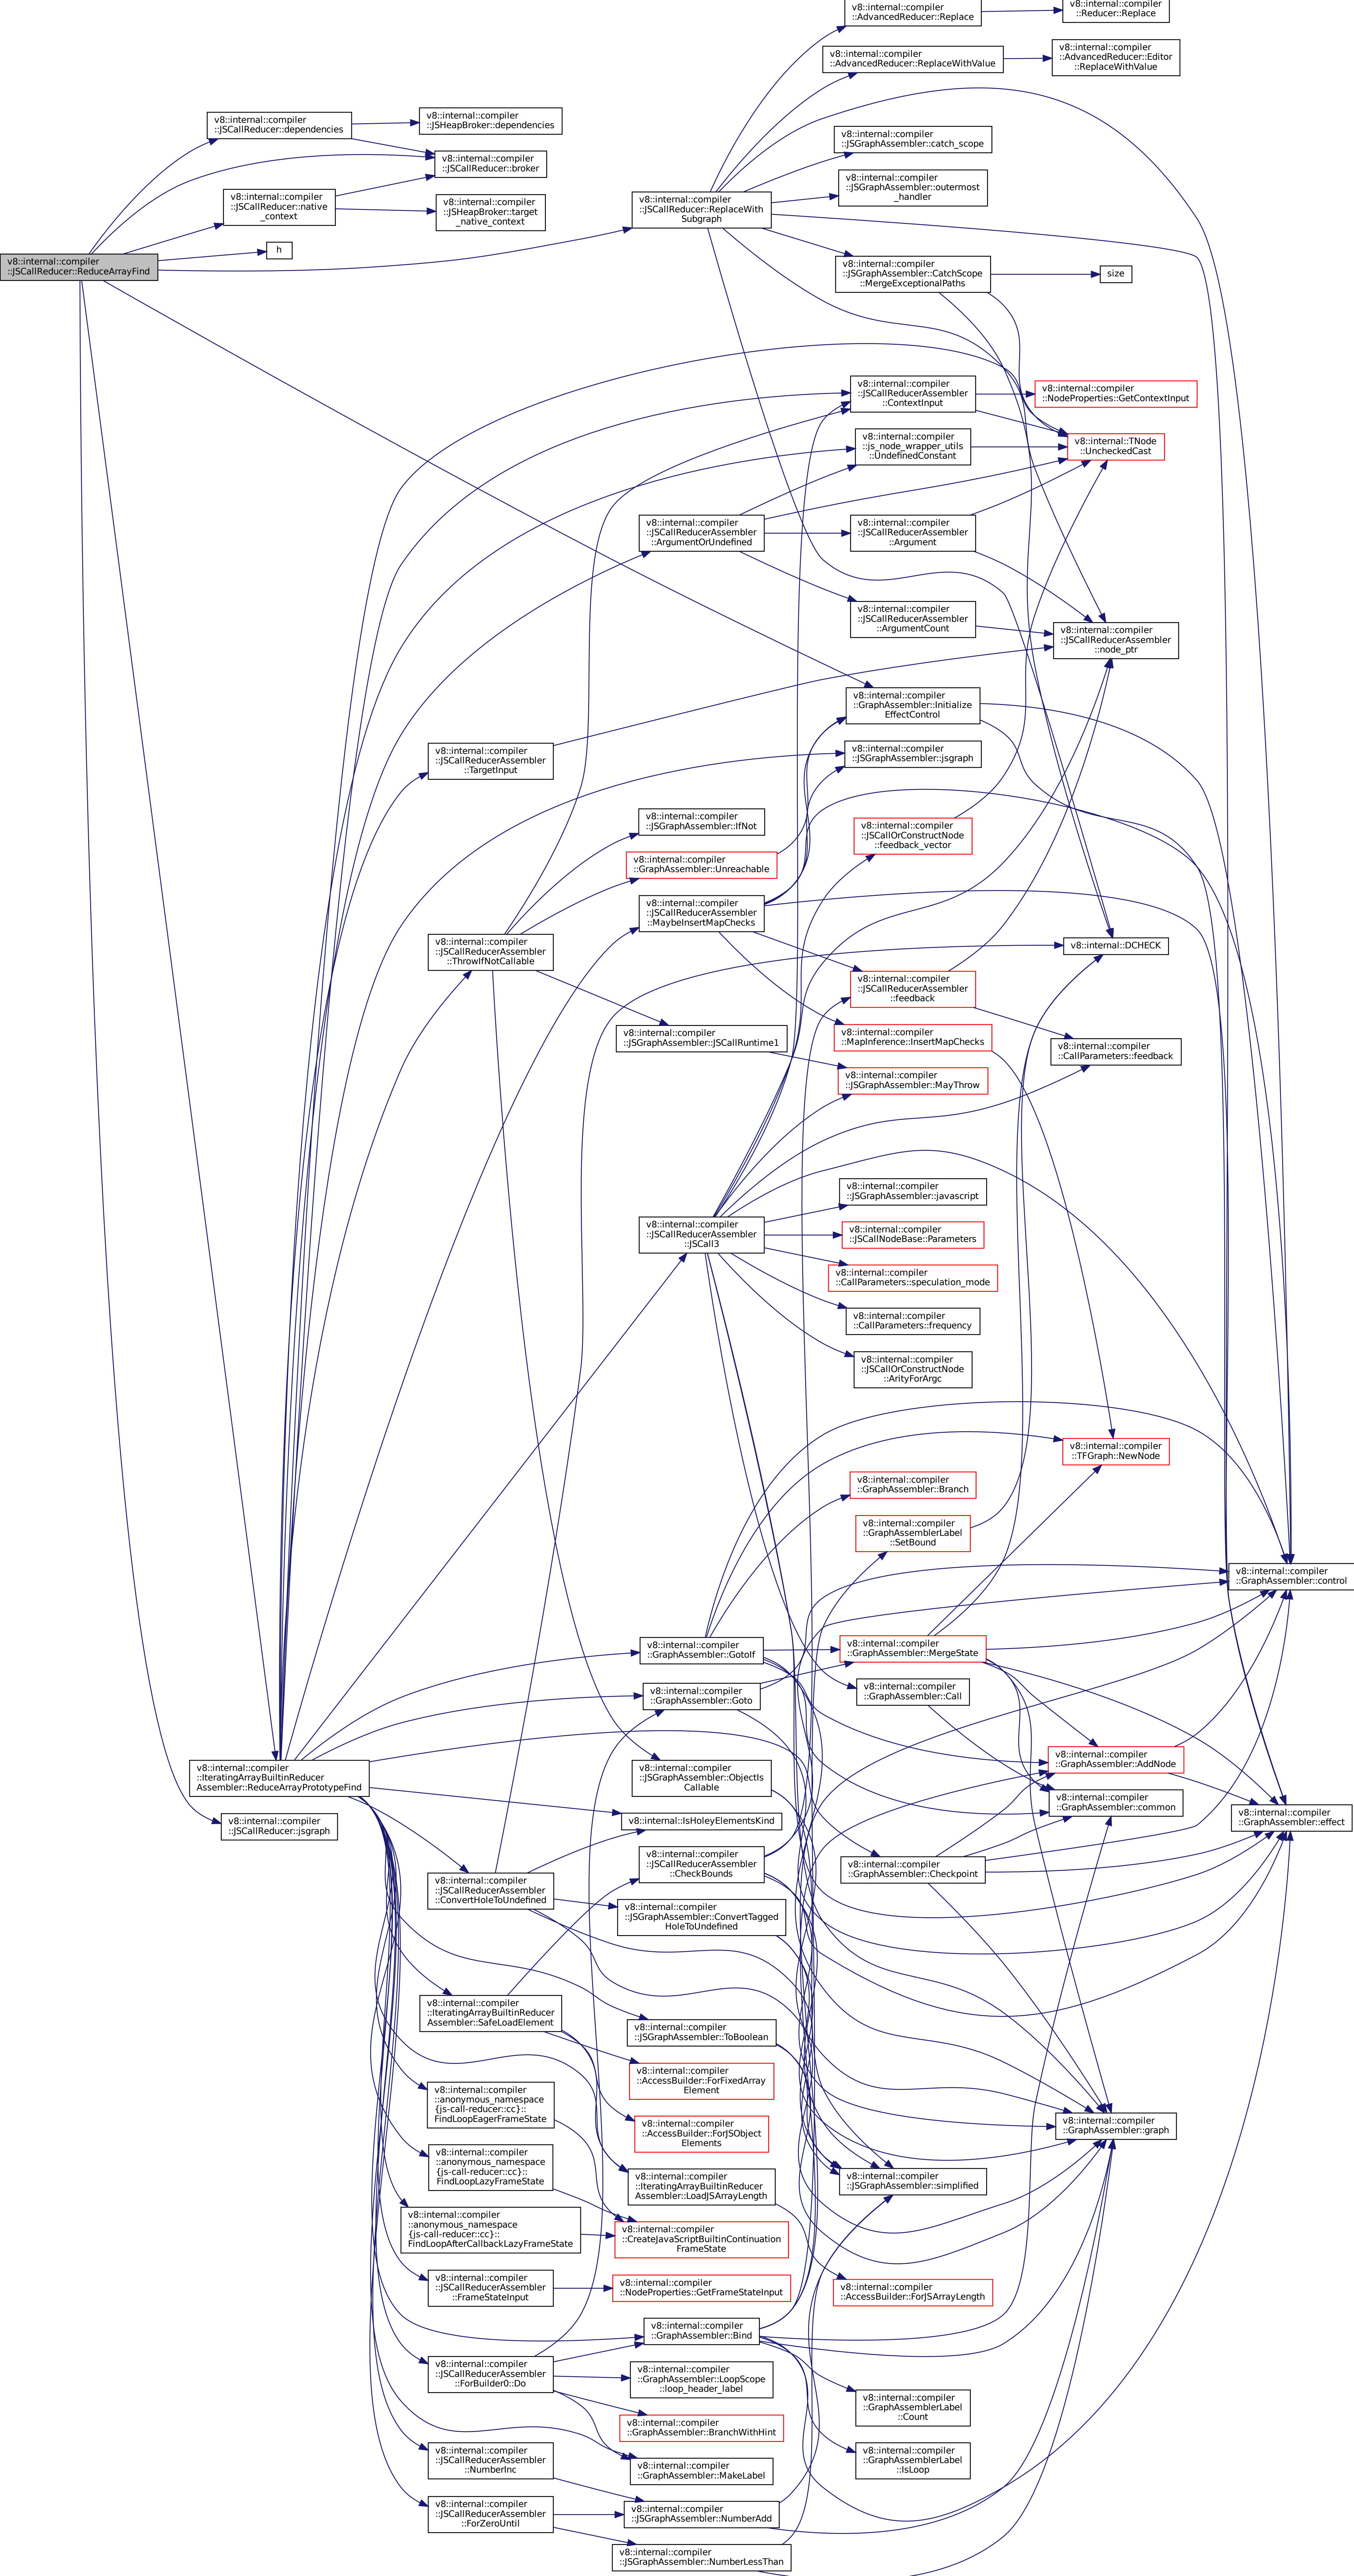 v8::internal::compiler
::AdvancedReducer::Replace
v8::internal::compiler
::Reducer::Replace
v8::internal::compiler
::AdvancedReducer::ReplaceWithValue
v8::internal::compiler
::AdvancedReducer::Editor
::ReplaceWithValue
v8::internal::compiler
::JSCallReducer::dependencies
v8::internal::compiler
::JSHeapBroker::dependencies
v8::internal::compiler
::JSCallReducer::broker
v8::internal::compiler
::JSGraphAssembler::catch_scope
v8::internal::compiler
::JSCallReducer::native
_context
v8::internal::compiler
::JSHeapBroker::target
_native_context
v8::internal::compiler
::JSCallReducer::ReplaceWith
Subgraph
v8::internal::compiler
::JSGraphAssembler::outermost
_handler
h
v8::internal::compiler
::JSCallReducer::ReduceArrayFind
v8::internal::compiler
::JSGraphAssembler::CatchScope
::MergeExceptionalPaths
size
v8::internal::compiler
::JSCallReducerAssembler
::ContextInput
v8::internal::compiler
::NodeProperties::GetContextInput
v8::internal::compiler
::js_node_wrapper_utils
::UndefinedConstant
v8::internal::TNode
::UncheckedCast
v8::internal::compiler
::JSCallReducerAssembler
::ArgumentOrUndefined
v8::internal::compiler
::JSCallReducerAssembler
::Argument
v8::internal::compiler
::JSCallReducerAssembler
::ArgumentCount
v8::internal::compiler
::JSCallReducerAssembler
::node_ptr
v8::internal::compiler
::GraphAssembler::Initialize
EffectControl
v8::internal::compiler
::JSCallReducerAssembler
::TargetInput
v8::internal::compiler
::JSGraphAssembler::jsgraph
v8::internal::compiler
::JSGraphAssembler::IfNot
v8::internal::compiler
::JSCallOrConstructNode
::feedback_vector
v8::internal::compiler
::GraphAssembler::Unreachable
v8::internal::compiler
::JSCallReducerAssembler
::MaybeInsertMapChecks
v8::internal::compiler
::JSCallReducerAssembler
::ThrowIfNotCallable
v8::internal::DCHECK
v8::internal::compiler
::JSCallReducerAssembler
::feedback
v8::internal::compiler
::JSGraphAssembler::JSCallRuntime1
v8::internal::compiler
::MapInference::InsertMapChecks
v8::internal::compiler
::CallParameters::feedback
v8::internal::compiler
::JSGraphAssembler::MayThrow
v8::internal::compiler
::JSGraphAssembler::javascript
v8::internal::compiler
::JSCallReducerAssembler
::JSCall3
v8::internal::compiler
::JSCallNodeBase::Parameters
v8::internal::compiler
::CallParameters::speculation_mode
v8::internal::compiler
::CallParameters::frequency
v8::internal::compiler
::JSCallOrConstructNode
::ArityForArgc
v8::internal::compiler
::TFGraph::NewNode
v8::internal::compiler
::GraphAssembler::Branch
v8::internal::compiler
::GraphAssemblerLabel
::SetBound
v8::internal::compiler
::GraphAssembler::control
v8::internal::compiler
::GraphAssembler::GotoIf
v8::internal::compiler
::GraphAssembler::MergeState
v8::internal::compiler
::GraphAssembler::Goto
v8::internal::compiler
::GraphAssembler::Call
v8::internal::compiler
::IteratingArrayBuiltinReducer
Assembler::ReduceArrayPrototypeFind
v8::internal::compiler
::JSGraphAssembler::ObjectIs
Callable
v8::internal::compiler
::GraphAssembler::AddNode
v8::internal::compiler
::GraphAssembler::common
v8::internal::compiler
::GraphAssembler::effect
v8::internal::compiler
::JSCallReducer::jsgraph
v8::internal::IsHoleyElementsKind
v8::internal::compiler
::JSCallReducerAssembler
::CheckBounds
v8::internal::compiler
::GraphAssembler::Checkpoint
v8::internal::compiler
::JSCallReducerAssembler
::ConvertHoleToUndefined
v8::internal::compiler
::JSGraphAssembler::ConvertTagged
HoleToUndefined
v8::internal::compiler
::IteratingArrayBuiltinReducer
Assembler::SafeLoadElement
v8::internal::compiler
::JSGraphAssembler::ToBoolean
v8::internal::compiler
::AccessBuilder::ForFixedArray
Element
v8::internal::compiler
::anonymous_namespace
{js-call-reducer::cc}::
FindLoopEagerFrameState
v8::internal::compiler
::AccessBuilder::ForJSObject
Elements
v8::internal::compiler
::GraphAssembler::graph
v8::internal::compiler
::anonymous_namespace
{js-call-reducer::cc}::
FindLoopLazyFrameState
v8::internal::compiler
::IteratingArrayBuiltinReducer
Assembler::LoadJSArrayLength
v8::internal::compiler
::JSGraphAssembler::simplified
v8::internal::compiler
::anonymous_namespace
{js-call-reducer::cc}::
FindLoopAfterCallbackLazyFrameState
v8::internal::compiler
::CreateJavaScriptBuiltinContinuation
FrameState
v8::internal::compiler
::JSCallReducerAssembler
::FrameStateInput
v8::internal::compiler
::NodeProperties::GetFrameStateInput
v8::internal::compiler
::AccessBuilder::ForJSArrayLength
v8::internal::compiler
::GraphAssembler::Bind
v8::internal::compiler
::JSCallReducerAssembler
::ForBuilder0::Do
v8::internal::compiler
::GraphAssembler::LoopScope
::loop_header_label
v8::internal::compiler
::GraphAssemblerLabel
::Count
v8::internal::compiler
::GraphAssembler::BranchWithHint
v8::internal::compiler
::JSCallReducerAssembler
::NumberInc
v8::internal::compiler
::GraphAssembler::MakeLabel
v8::internal::compiler
::GraphAssemblerLabel
::IsLoop
v8::internal::compiler
::JSCallReducerAssembler
::ForZeroUntil
v8::internal::compiler
::JSGraphAssembler::NumberAdd
v8::internal::compiler
::JSGraphAssembler::NumberLessThan